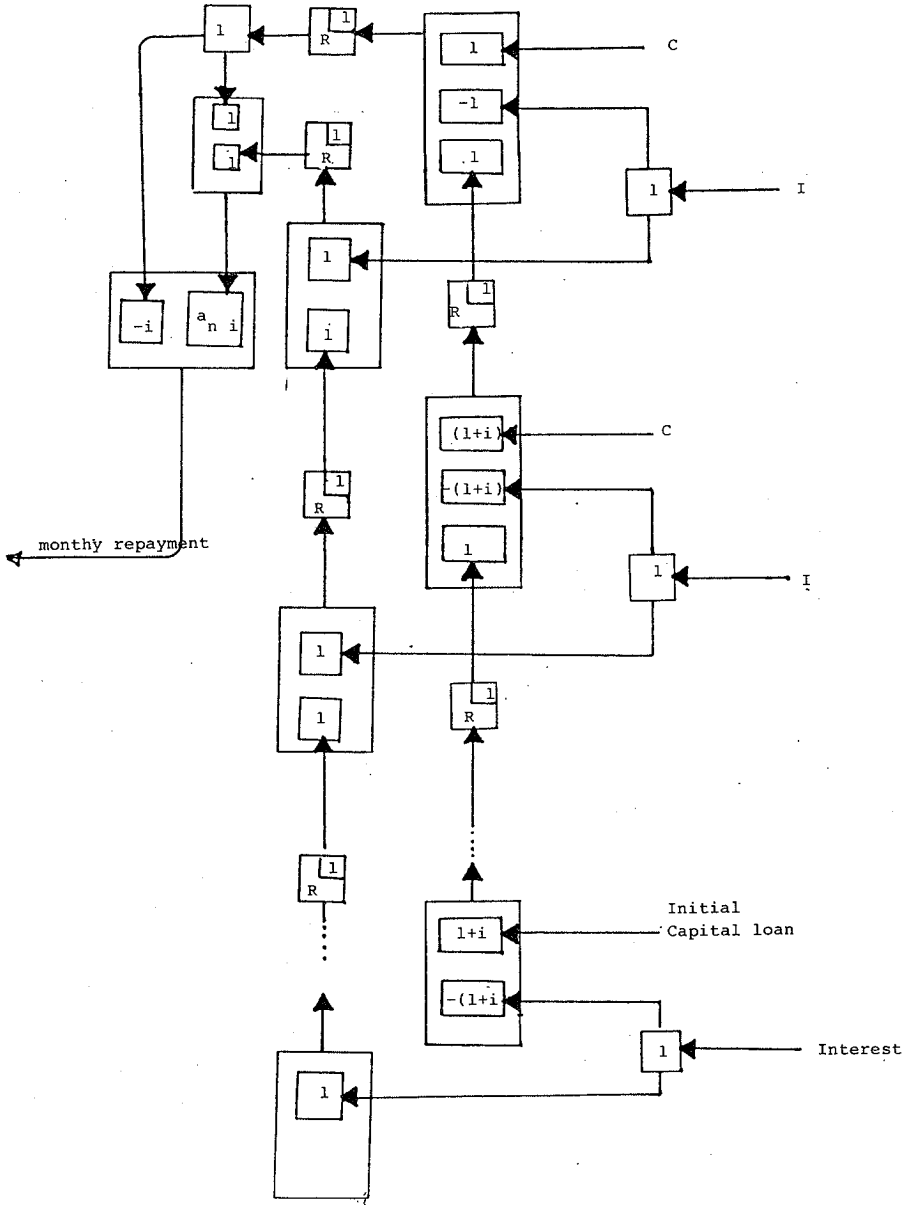 1
R 1
1
C
1
-1
1
R 1
.1
1
I
1
R 1
-i
a n i
i
(1+i)
C
R 1
-(1+i)
monthy repayment
1
1
I
1
R 1
1
R 1
1+i
Initial
Capital loan
-(1+i
1
Interest
1